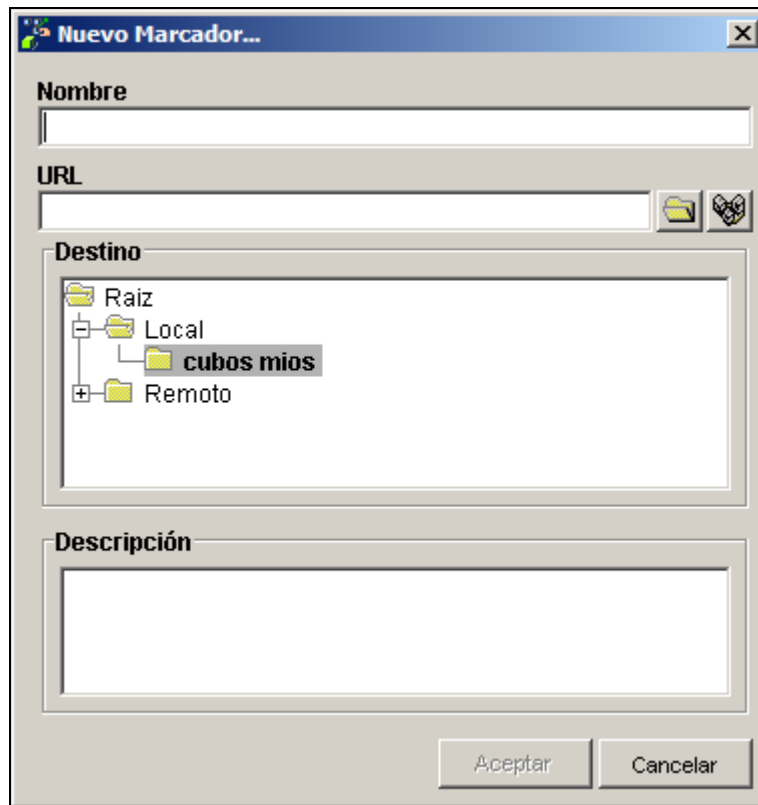 Nuevo Marcador...
Nombre
URL
Destino
Raiz
Local
cubos mios
Remoto
Descripción
Aceptar
Cancelar